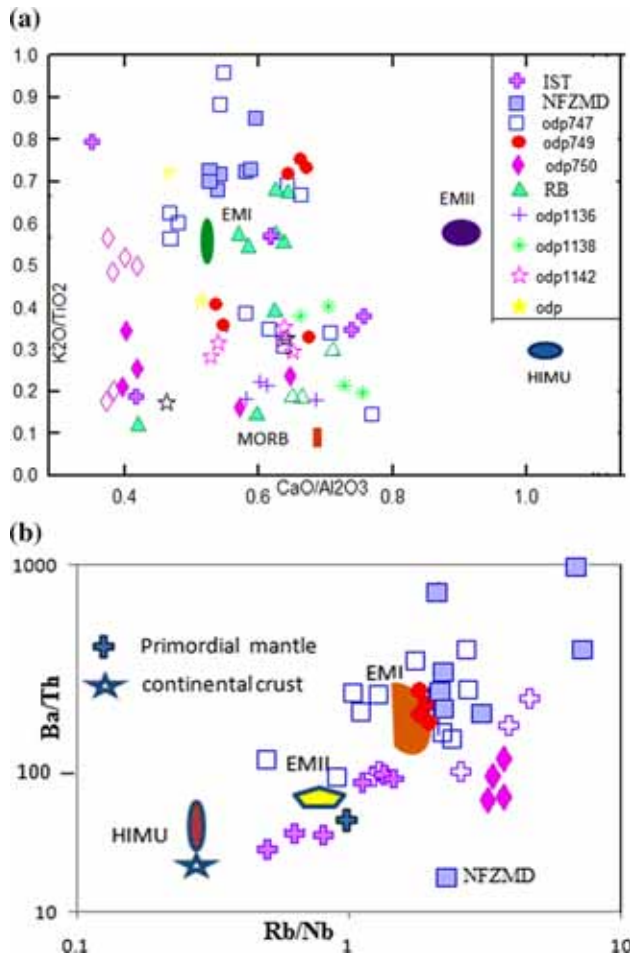 (a)
1.0
0.9
0.8
0.7
0.6
0.5
0.4
0.3
0.2
0.1
0.0
K2O/TiO2
0.4
0.6
0.8
1.0
CaO/Al2O3
EMI
EMII
HIMU
MORB
IST
NFZMD
odp747
odp749
odp750
RB
odp1136
odp1138
odp1142
odp
(b)
1000
100
10
Ba/Th
Primordial mantle
continental crust
EMI
EMII
HIMU
NFZMD
0.1
1
10
Rb/Nb